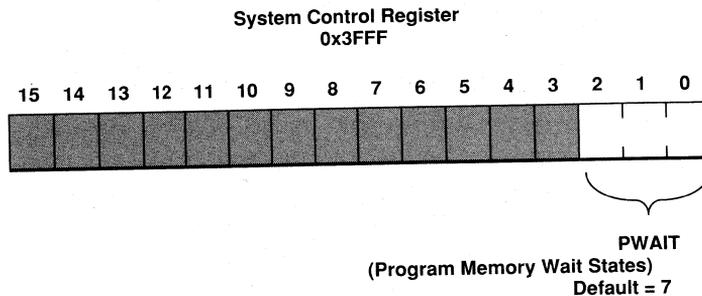 System Control Register
0x3FFF
15 14 13 12 11 10 9 8 7 6 5 4 3 2 1 0
PWAIT
(Program Memory Wait States)
Default = 7